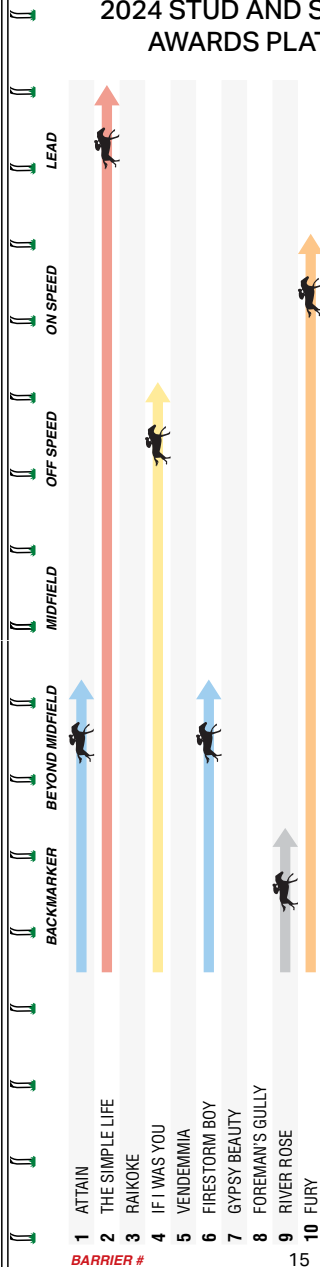 2024 STUD AND S
AWARDS PLAT
LEAD
ON SPEED
OFF SPEED
MIDFIELD
BEYOND MIDFIELD
BACKMARKER
1 ATTAIN
2 THE SIMPLE LIFE
3 RAIKOKE
4 IF I WAS YOU
5 VENDEMMIA
6 FIRESTORM BOY
7 GYPSY BEAUTY
8 FOREMAN'S GULLY
9 RIVER ROSE
10 FURY
BARRIER #
15